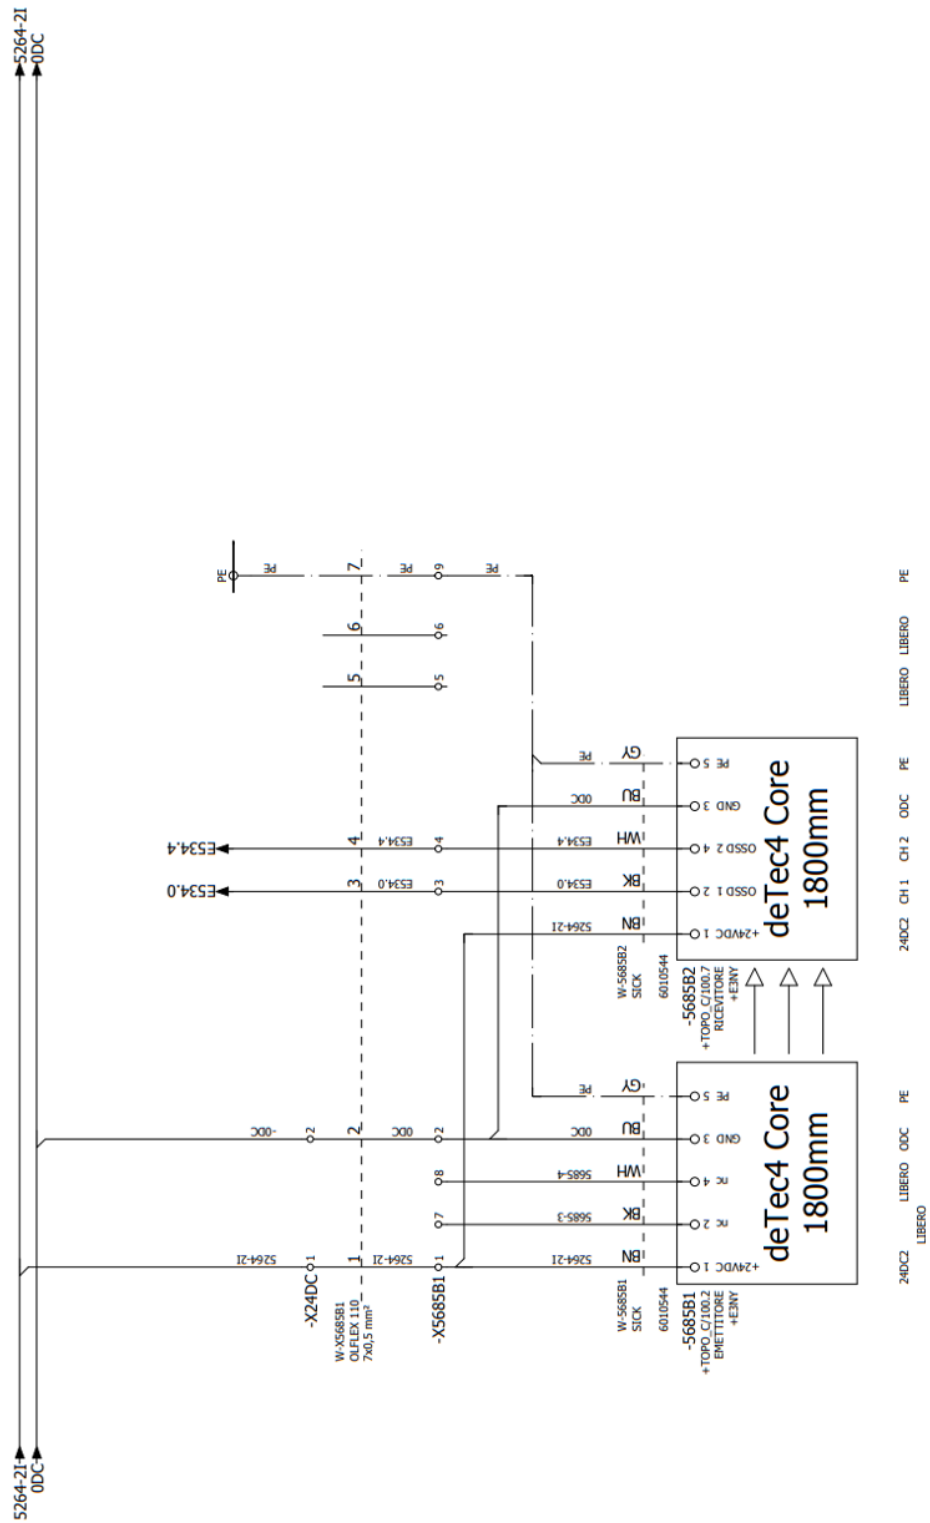 5264-2I
0DC
5264-2I
0DC
PE
PE
7
PE
9
PE
6
6
5
5
E534.4
4
E534.4
4
E534.4
WH
OSSD 2 4
E534.0
3
E534.0
3
E534.0
BK
OSSD 1 2
PE
GY
PE 5
0DC
BU
GND 3
5264-2I
BN
+24VDC 1
deTec4 Core
1800mm
W-5685B2
SICK
6010544
-5685B2
+TOPO_C/100.7
RICEVITORE
+E3NY
-0DC
2
2
0DC
2
0DC
BU
GND 3
8
5685-4
WH
nc 4
7
5685-3
BK
nc 2
5264-2I
1
1
5264-2I
1
5264-2I
BN
+24VDC 1
PE
GY
PE 5
deTec4 Core
1800mm
-X24DC
W-X5685B1
OLFLEX 110
7x0,5 mm²
-X5685B1
W-5685B1
SICK
6010544
-5685B1
+TOPO_C/100.2
EMETTITORE
+E3NY
24DC2
LIBERO
LIBERO
0DC
PE
24DC2
CH 1
CH 2
0DC
PE
LIBERO
LIBERO
PE